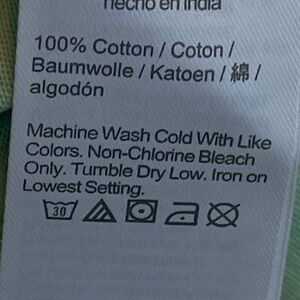 hecho en India
100% Cotton / Coton /
Baumwolle / Katoen / 綿 /
algodón
Machine Wash Cold With Like
Colors. Non-Chlorine Bleach
Only. Tumble Dry Low. Iron on
Lowest Setting.
30